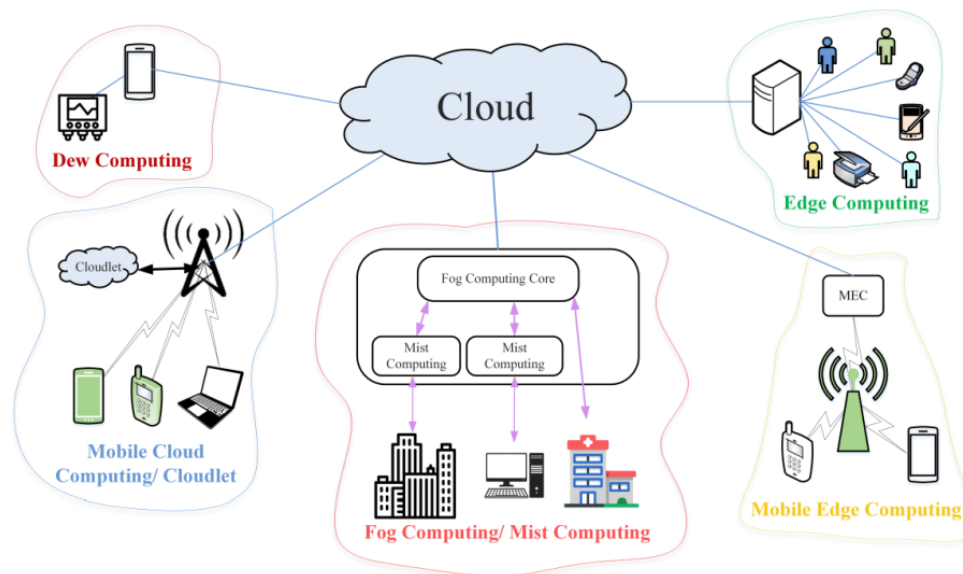 Cloud
Dew Computing
Edge Computing
Cloudlet
Mobile Cloud
Computing/ Cloudlet
Fog Computing Core
Mist
Computing
Mist
Computing
Fog Computing/ Mist Computing
MEC
Mobile Edge Computing